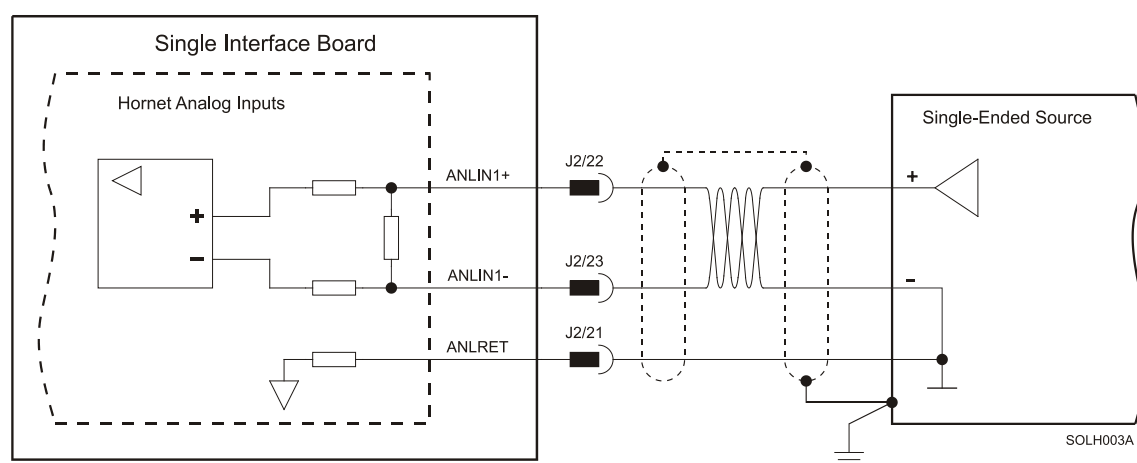 Single Interface Board
Hornet Analog Inputs
Single-Ended Source
ANLIN1+
J2/22
+
+
-
ANLIN1-
J2/23
-
ANLRET
J2/21
SOLH003A